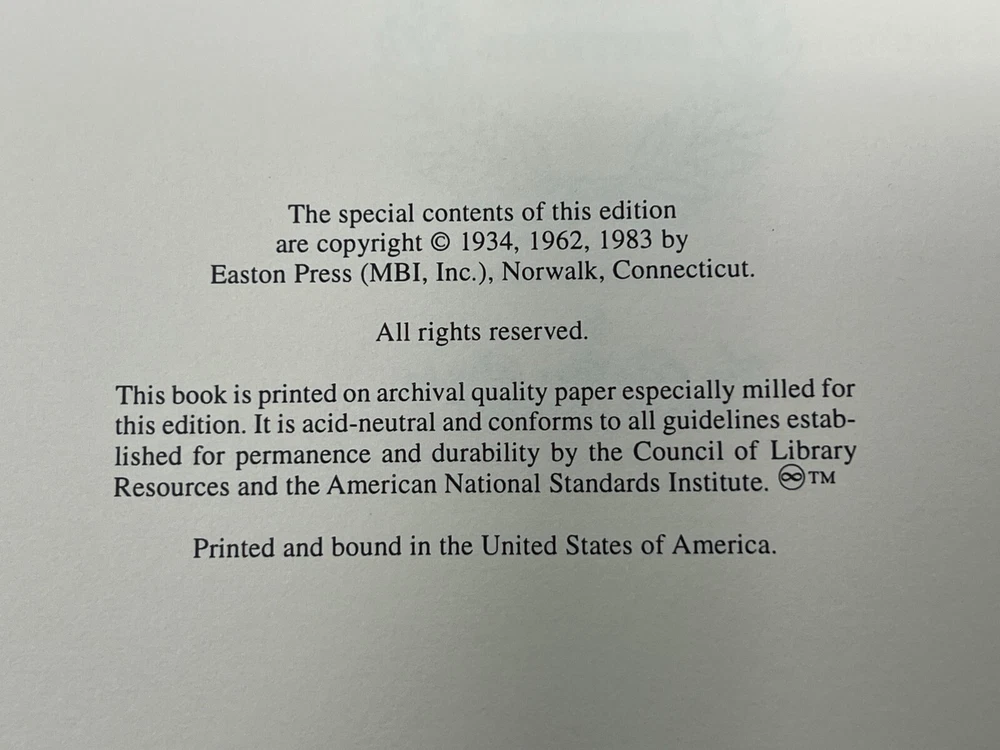 The special contents of this edition
are copyright © 1934, 1962, 1983 by
Easton Press (MBI, Inc.), Norwalk, Connecticut.
All rights reserved.
This book is printed on archival quality paper especially milled for
this edition. It is acid-neutral and conforms to all guidelines estab-
lished for permanence and durability by the Council of Library
Resources and the American National Standards Institute. ♾™
Printed and bound in the United States of America.